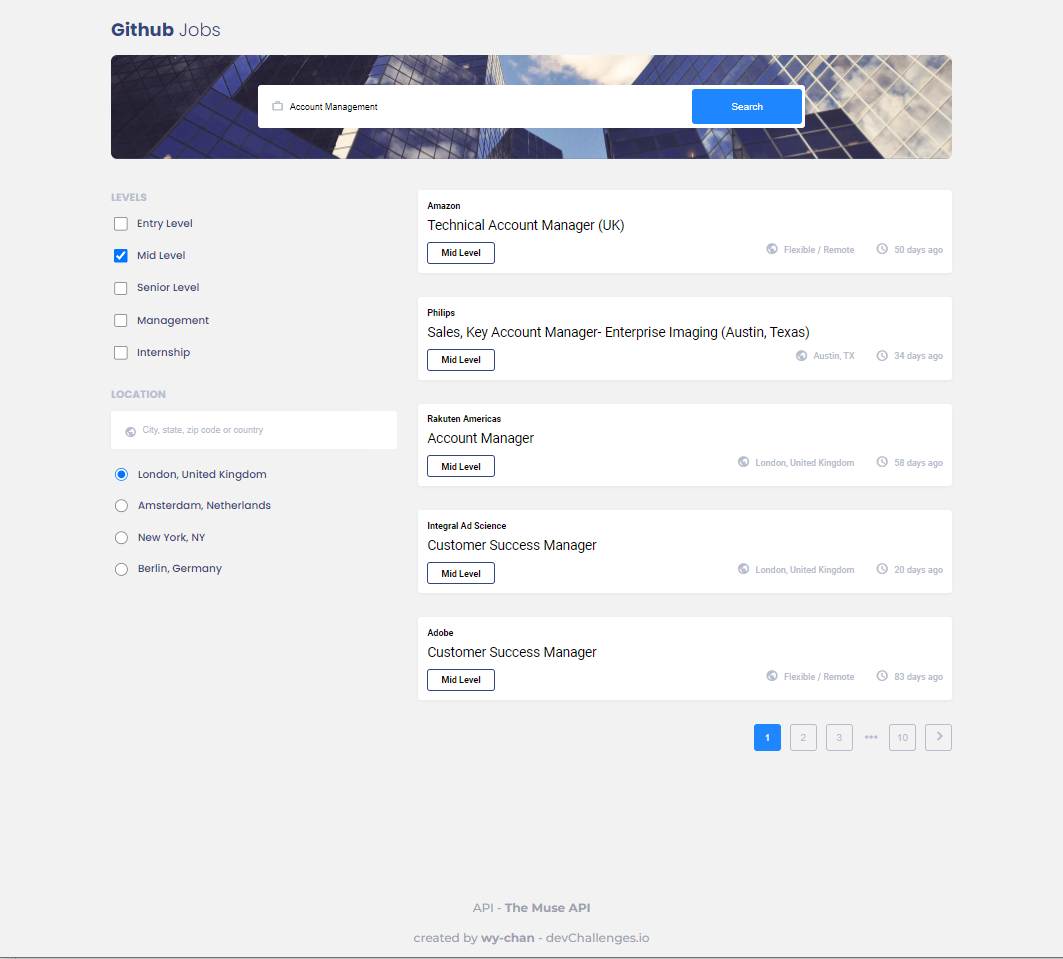 Github Jobs
Account Management
Search
LEVELS
Entry Level
Mid Level
Senior Level
Management
Internship
LOCATION
City, state, zip code or country
London, United Kingdom
Amsterdam, Netherlands
New York, NY
Berlin, Germany
Amazon
Technical Account Manager (UK)
Mid Level
Flexible / Remote
50 days ago
Philips
Sales, Key Account Manager- Enterprise Imaging (Austin, Texas)
Mid Level
Austin, TX
34 days ago
Rakuten Americas
Account Manager
Mid Level
London, United Kingdom
58 days ago
Integral Ad Science
Customer Success Manager
Mid Level
London, United Kingdom
20 days ago
Adobe
Customer Success Manager
Mid Level
Flexible / Remote
83 days ago
1 2 3 ••• 10
API - The Muse API
created by wy-chan - devChallenges.io